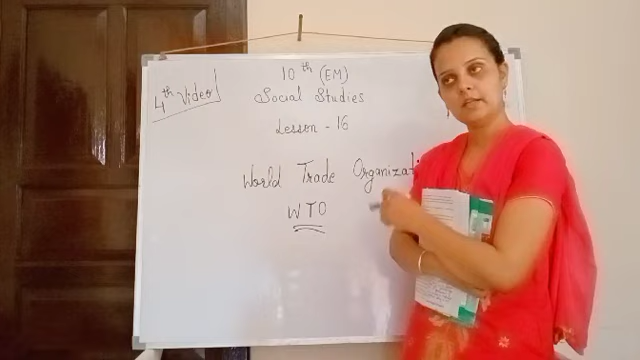 4th Video
10th (EM)
Social Studies
Lesson - 16
World Trade Organizati
WTO